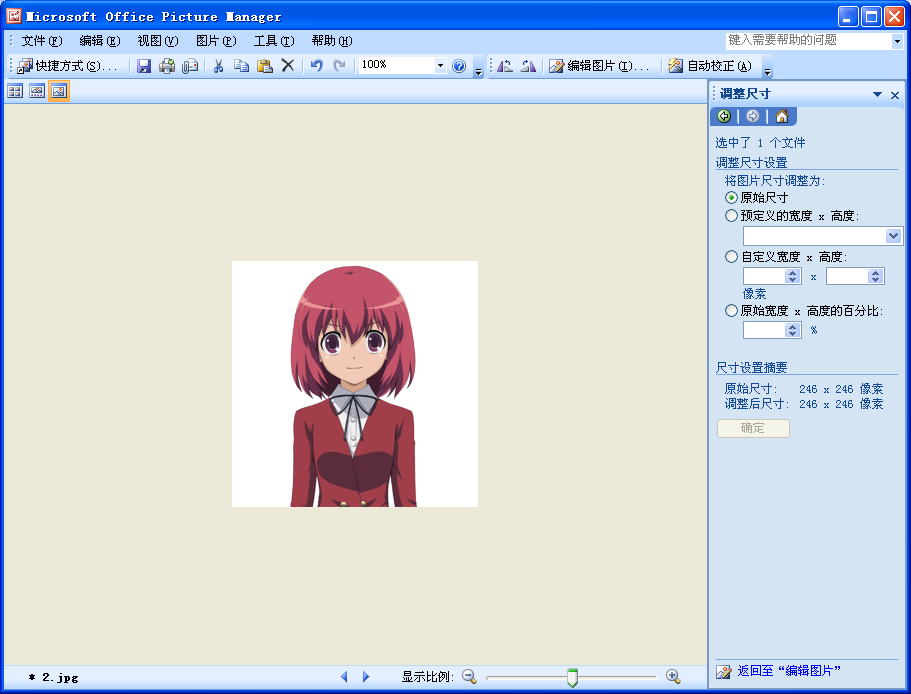 Microsoft Office Picture Manager
文件(F) 编辑(E) 视图(V) 图片(P) 工具(T) 帮助(H) 键入需要帮助的问题
快捷方式(S)... 100% 编辑图片(I)... 自动校正(A)
调整尺寸
选中了 1 个文件
调整尺寸设置
将图片尺寸调整为:
原始尺寸
预定义的宽度 x 高度:
自定义宽度 x 高度:
x
像素
原始宽度 x 高度的百分比:
%
尺寸设置摘要
原始尺寸: 246 x 246 像素
调整后尺寸: 246 x 246 像素
确定
返回至“编辑图片”
* 2.jpg 显示比例: